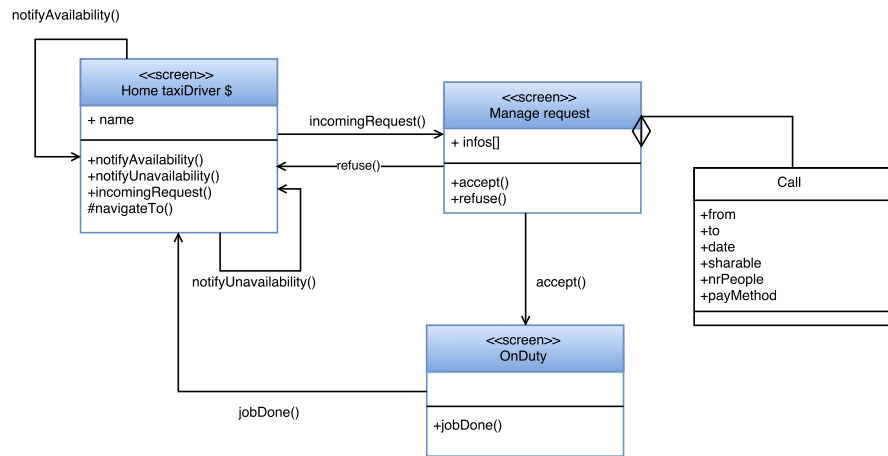 notifyAvailability()
<<screen>>
Home taxiDriver $
+ name
+notifyAvailability()
+notifyUnavailability()
+incomingRequest()
#navigateTo()
incomingRequest()
refuse()
notifyUnavailability()
<<screen>>
Manage request
+ infos[]
+accept()
+refuse()
Call
+from
+to
+date
+sharable
+nrPeople
+payMethod
accept()
<<screen>>
OnDuty
+jobDone()
jobDone()